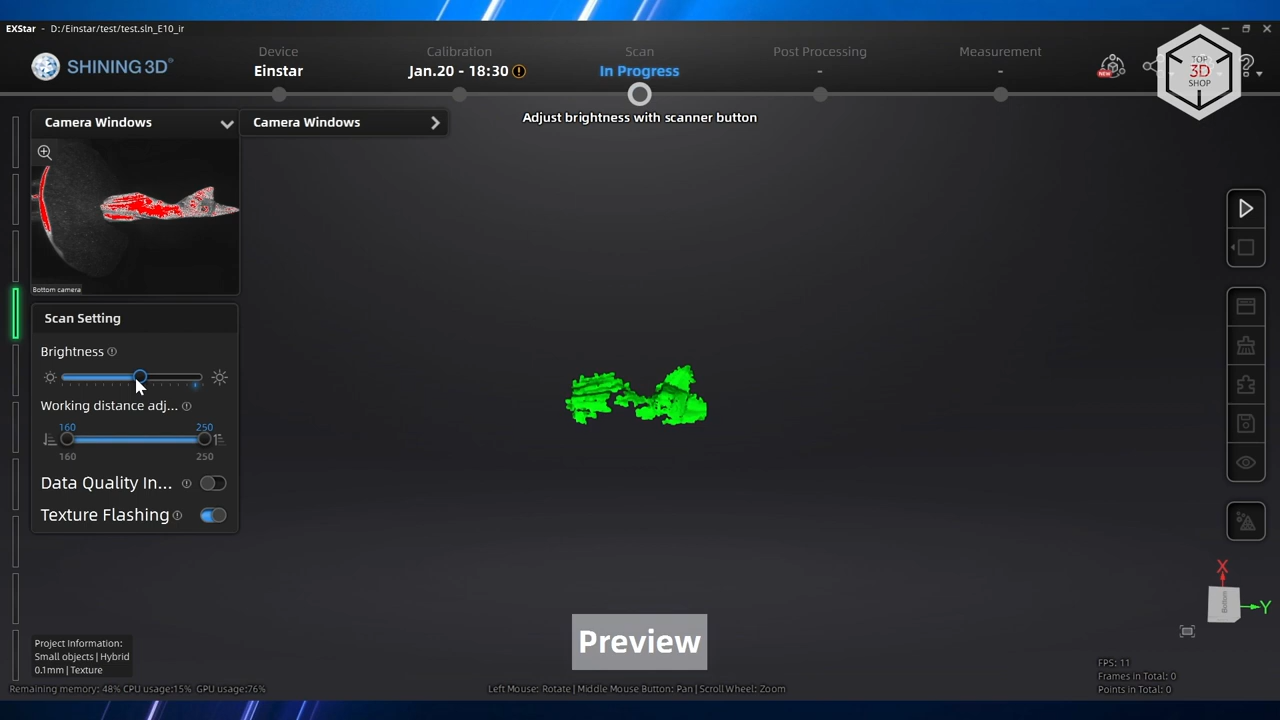 EXStar - D:/Einstar/test/test.sln_E10_ir
SHINING 3D®
Device
Einstar
Calibration
Jan.20 - 18:30
Scan
In Progress
Post Processing
-
Measurement
-
NEW
TOP
3D
SHOP
?
Adjust brightness with scanner button
Camera Windows
Camera Windows
Bottom camera
Scan Setting
Brightness
Working distance adj...
160 250
160 250
Data Quality In...
Texture Flashing
X
Y
Bottom
Preview
Project Information:
Small objects | Hybrid
0.1mm | Texture
Remaining memory: 48% CPU usage:15% GPU usage:76%
Left Mouse: Rotate | Middle Mouse Button: Pan | Scroll Wheel: Zoom
FPS: 11
Frames in Total: 0
Points in Total: 0